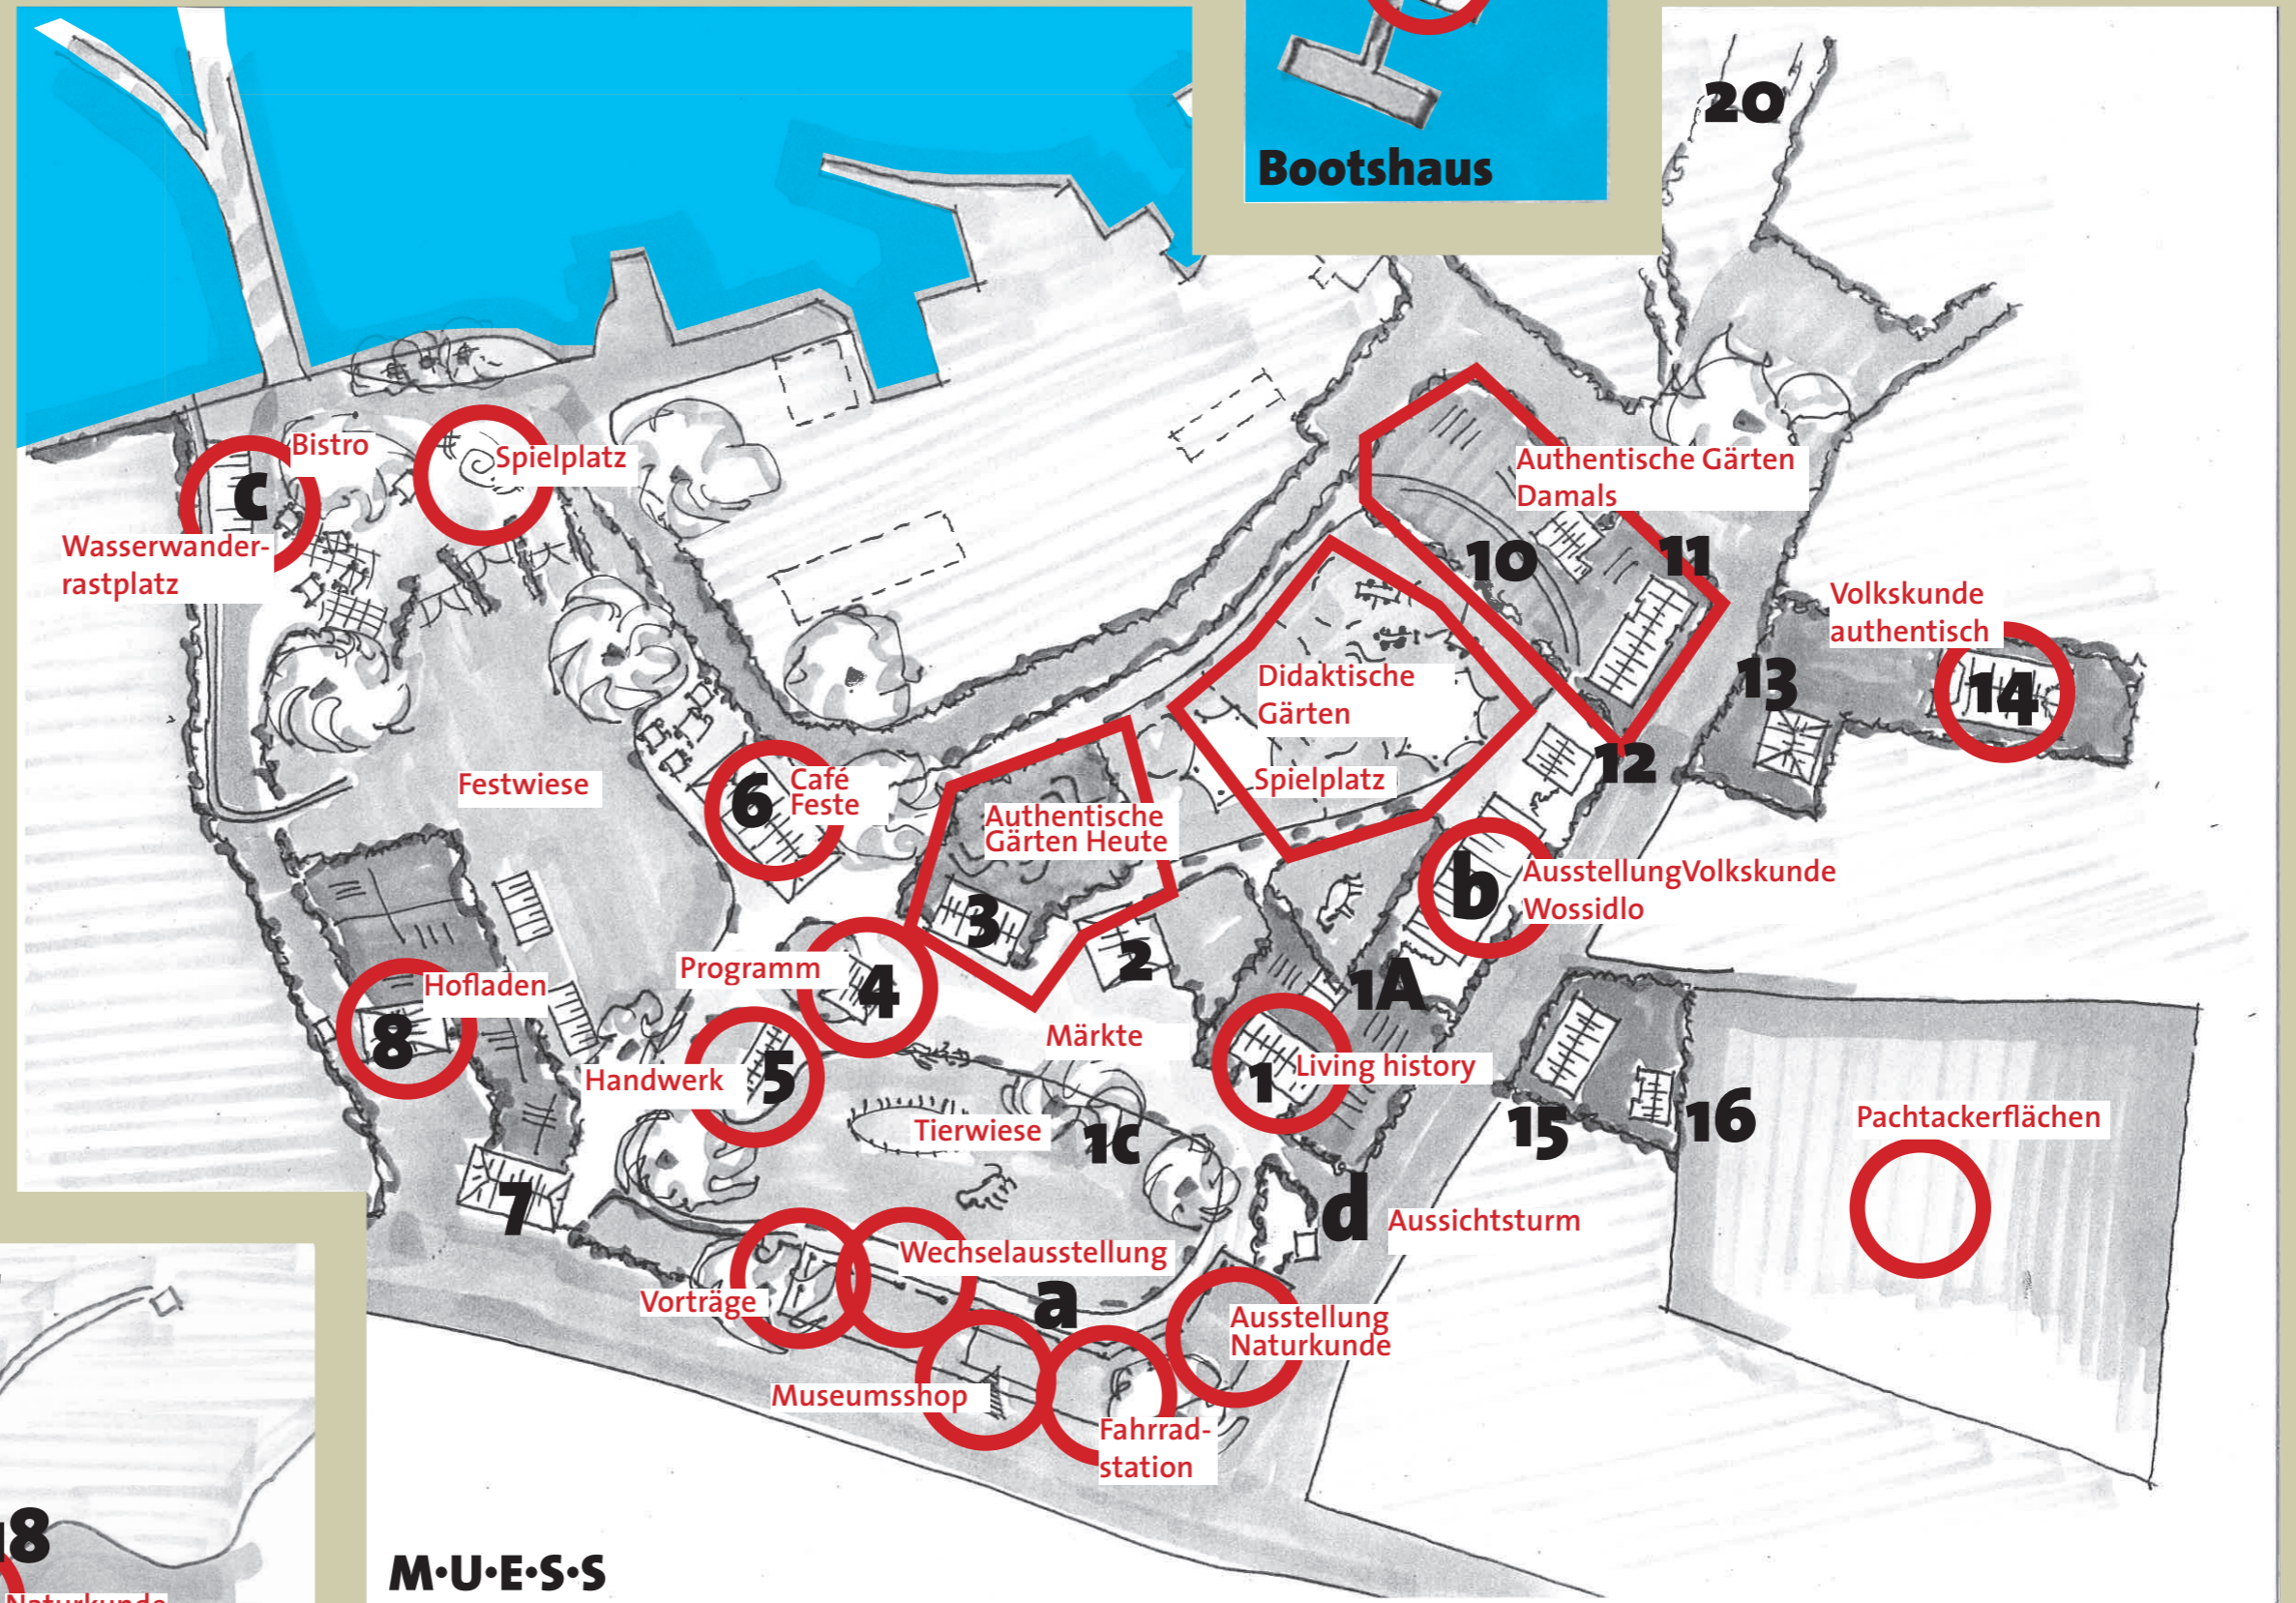 20
Bootshaus
Bistro
Spielplatz
c
Wasserwander-
rastplatz
Authentische Gärten
Damals
10
11
Volkskunde
authentisch
13
14
Didaktische
Gärten
Spielplatz
12
Festwiese
6
Café
Feste
Authentische
Gärten Heute
3
2
b
AusstellungVolkskunde
Wossidlo
Programm
4
1A
Hofladen
8
Märkte
Handwerk
5
1
Living history
Tierwiese
1C
15
16
Pachtackerflächen
7
d
Aussichtsturm
Wechselausstellung
a
Vorträge
Ausstellung
Naturkunde
Museumsshop
Fahrrad-
station
18
Naturkunde
M·U·E·S·S